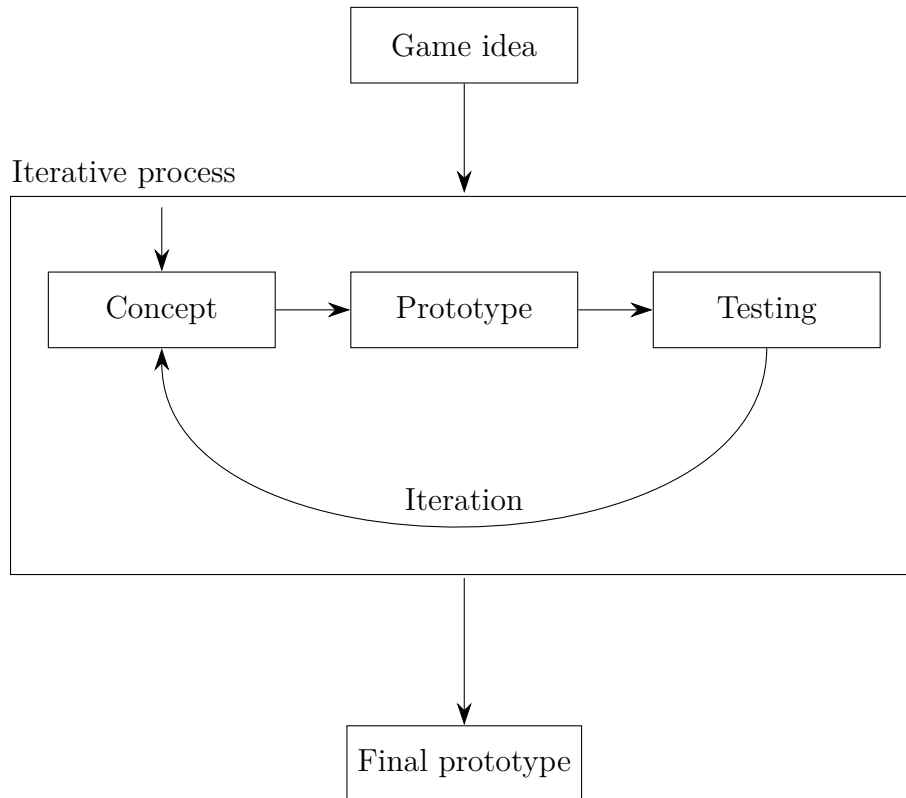 Game idea
Iterative process
Concept
Prototype
Testing
Iteration
Final prototype